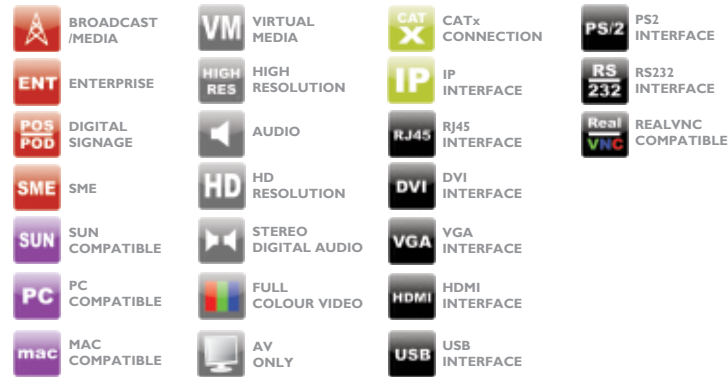 BROADCAST
/MEDIA
ENT
ENTERPRISE
POS
POD
DIGITAL
SIGNAGE
SME
SME
SUN
SUN
COMPATIBLE
PC
PC
COMPATIBLE
mac
MAC
COMPATIBLE
VM
VIRTUAL
MEDIA
HIGH
RES
HIGH
RESOLUTION
AUDIO
HD
HD
RESOLUTION
STEREO
DIGITAL AUDIO
FULL
COLOUR VIDEO
AV
ONLY
CAT
X
CATx
CONNECTION
IP
IP
INTERFACE
RJ45
RJ45
INTERFACE
DVI
DVI
INTERFACE
VGA
VGA
INTERFACE
HDMI
HDMI
INTERFACE
USB
USB
INTERFACE
PS/2
PS2
INTERFACE
RS
232
RS232
INTERFACE
Real
VNC
REALVNC
COMPATIBLE